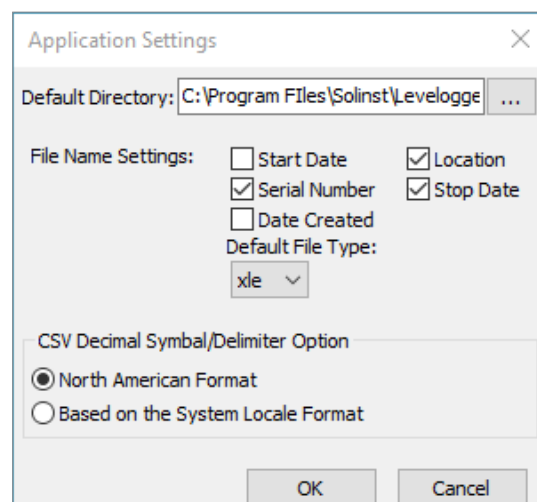 Application Settings
Default Directory: C:\Program FIles\Solinst\Levelogge ...
File Name Settings: Start Date Location
Serial Number Stop Date
Date Created
Default File Type:
xle
CSV Decimal Symbol/Delimiter Option
North American Format
Based on the System Locale Format
OK Cancel